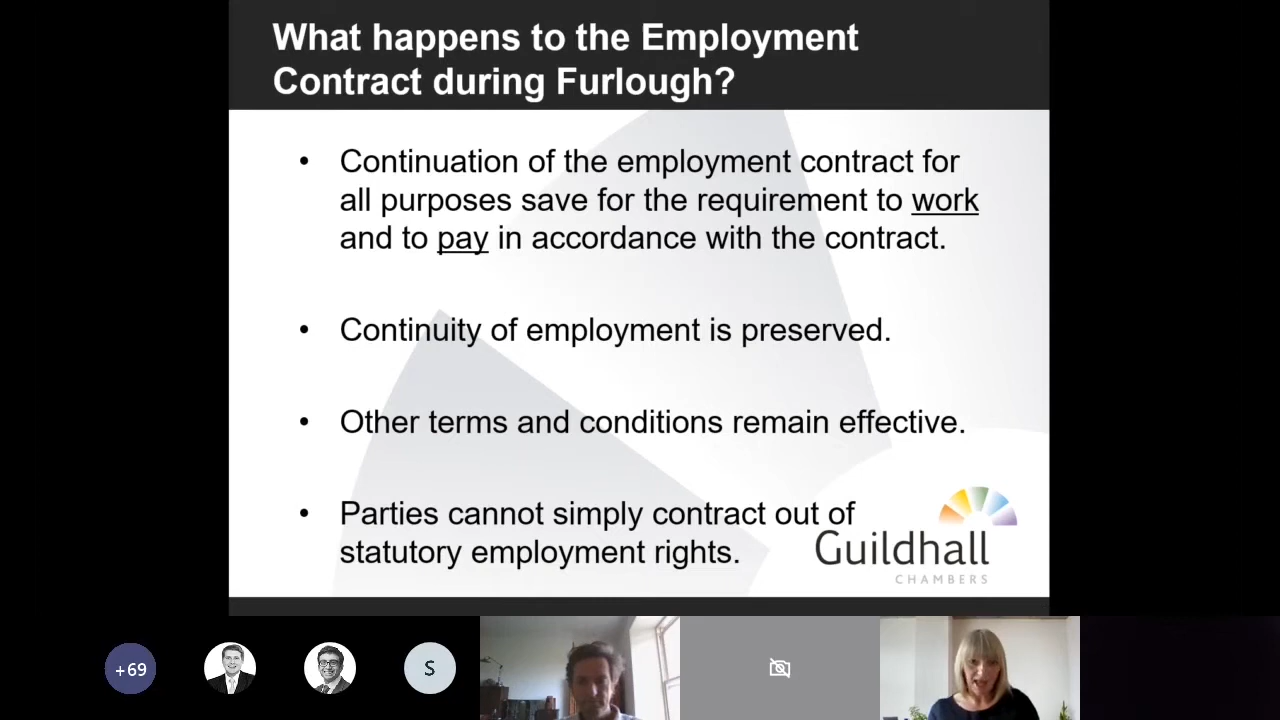 What happens to the Employment
Contract during Furlough?
• Continuation of the employment contract for
all purposes save for the requirement to work
and to pay in accordance with the contract.
• Continuity of employment is preserved.
• Other terms and conditions remain effective.
• Parties cannot simply contract out of
statutory employment rights.
Guildhall
CHAMBERS
+69
S